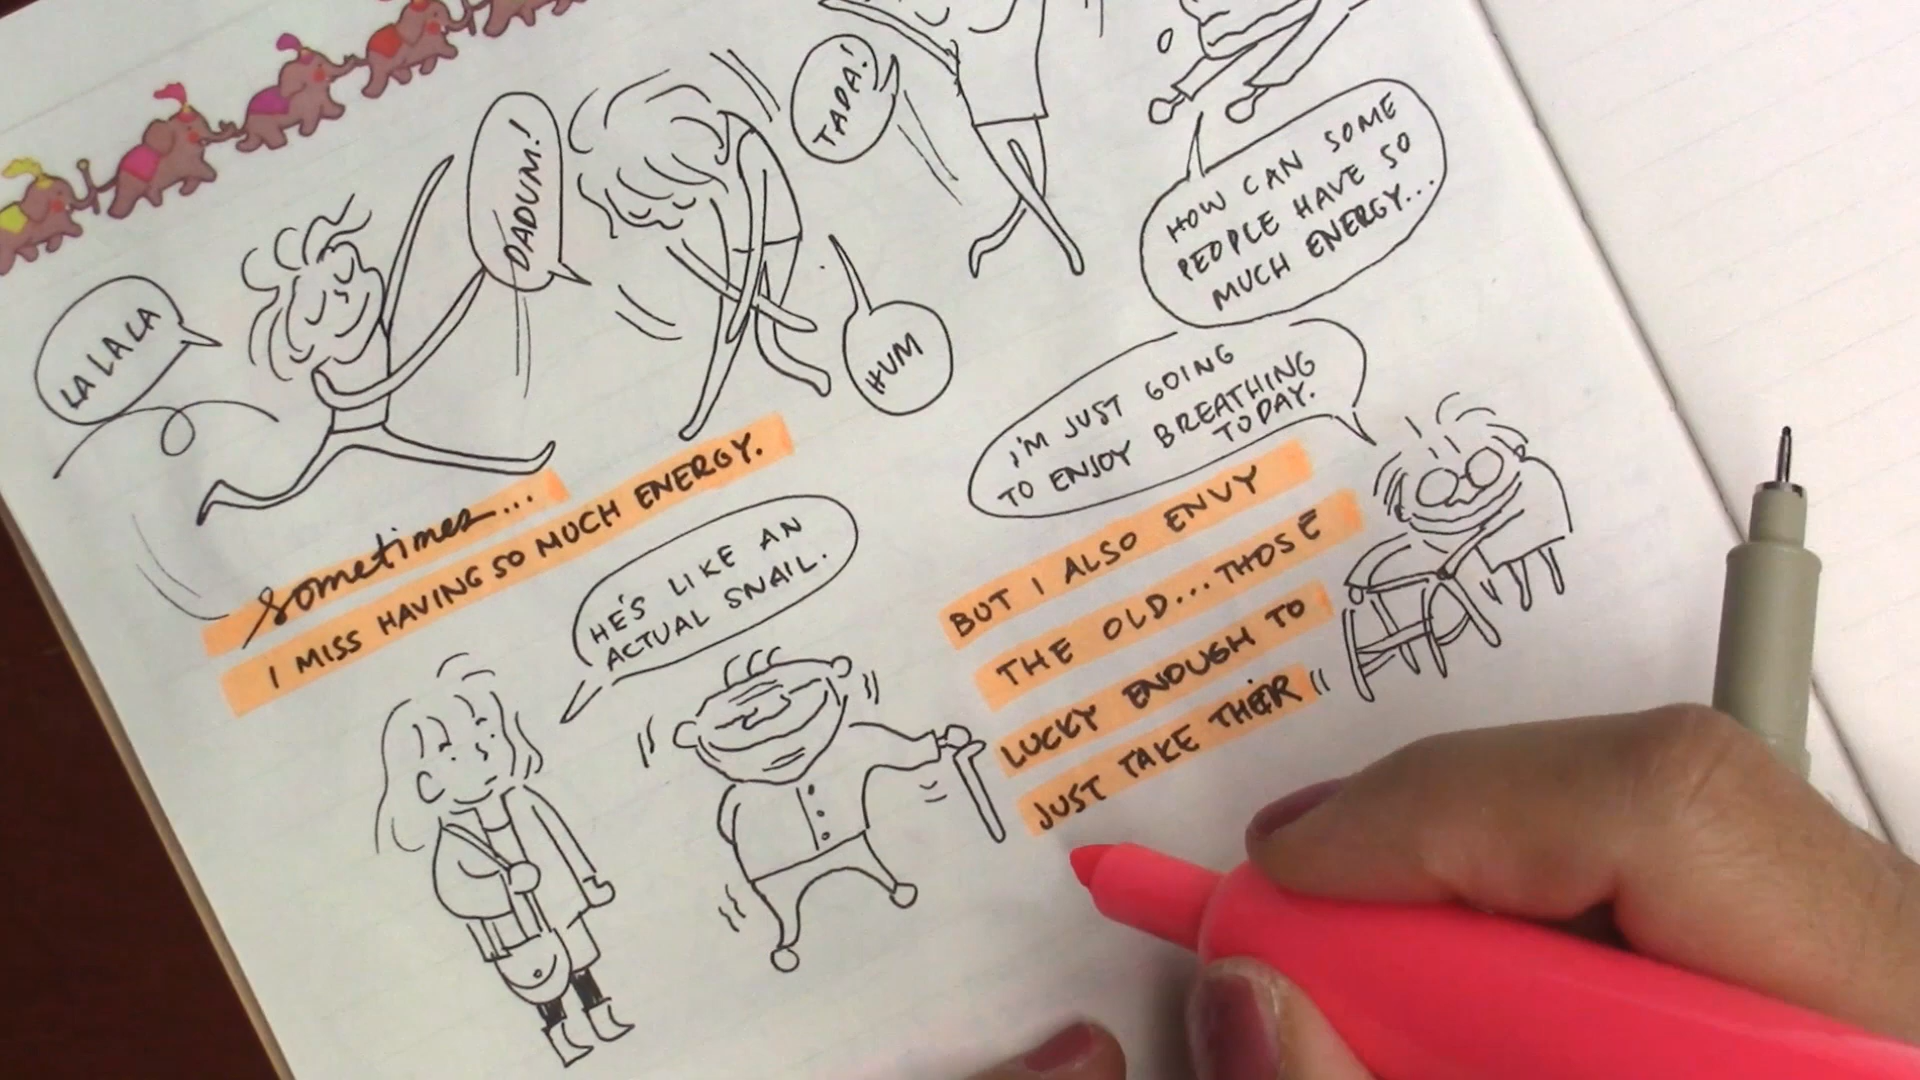 TADA!
DADUM!
LA LA LA
HUM
HOW CAN SOME
PEOPLE HAVE SO
MUCH ENERGY...
sometimes...
I MISS HAVING SO MUCH ENERGY.
I'M JUST GOING
TO ENJOY BREATHING
TODAY.
HE'S LIKE AN
ACTUAL SNAIL.
BUT I ALSO ENVY
THE OLD...THOSE
LUCKY ENOUGH TO
JUST TAKE THEIR